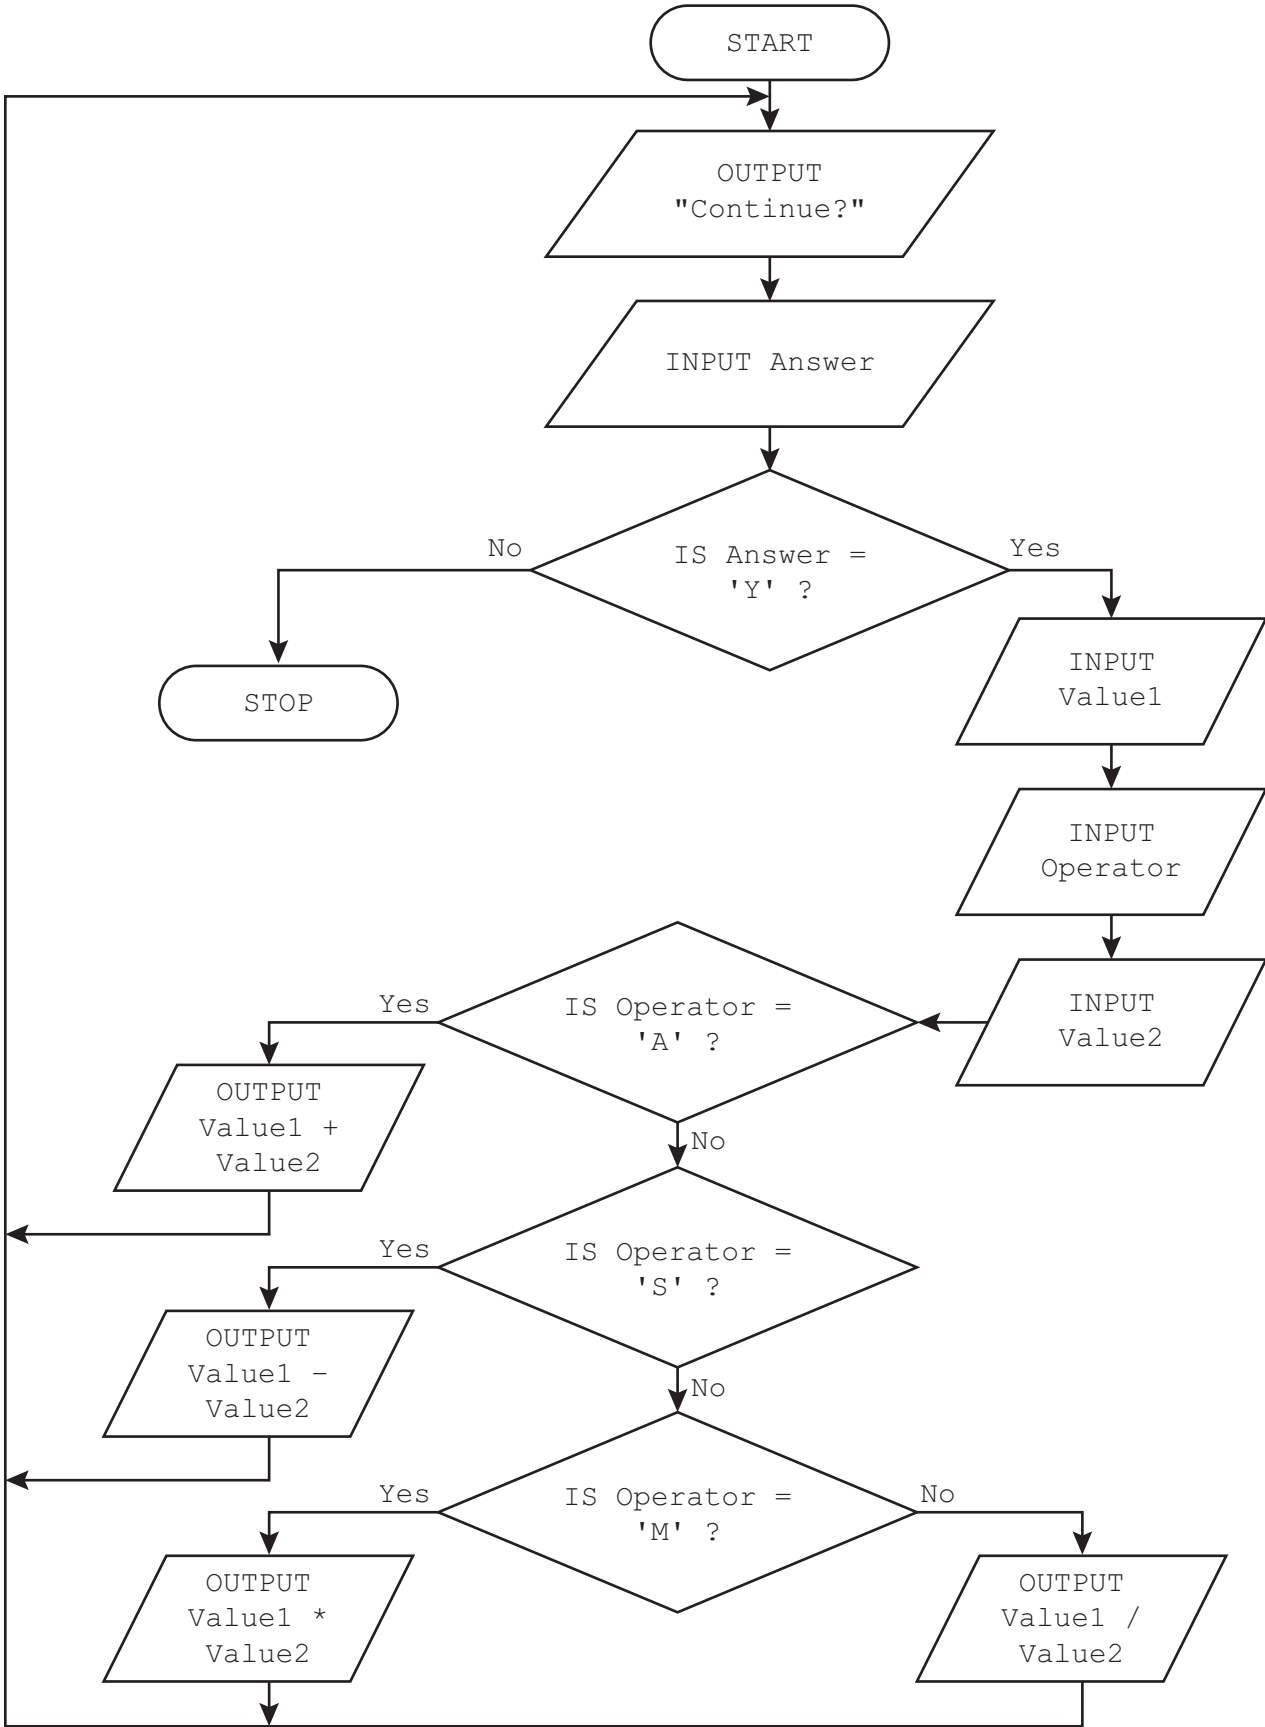 START
OUTPUT
"Continue?"
INPUT Answer
No
IS Answer =
'Y' ?
Yes
STOP
INPUT
Value1
INPUT
Operator
INPUT
Value2
IS Operator =
'A' ?
Yes
OUTPUT
Value1 +
Value2
No
IS Operator =
'S' ?
Yes
OUTPUT
Value1 –
Value2
No
IS Operator =
'M' ?
Yes
OUTPUT
Value1 *
Value2
No
OUTPUT
Value1 /
Value2